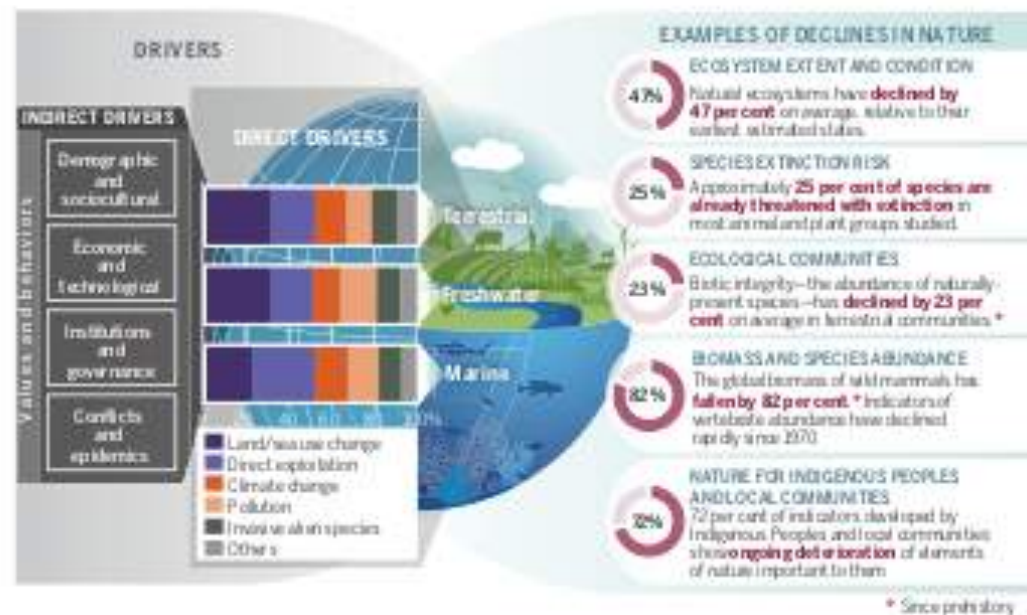 DRIVERS
INDIRECT DRIVERS
Values and behaviors
Demographic
and
sociocultural
Economic
and
technological
Institutions
and
governance
Conflicts
and
epidemics
DIRECT DRIVERS
Terrestrial
Freshwater
Marine
40
100%
Land/sea use change
Direct exploitation
Climate change
Pollution
Invasive alien species
Others
EXAMPLES OF DECLINES IN NATURE
47%
ECOSYSTEM EXTENT AND CONDITION
Natural ecosystems have declined by
47 per cent on average, relative to their
earliest estimated states.
25%
SPECIES EXTINCTION RISK
Approximately 25 per cent of species are
already threatened with extinction in
most animal and plant groups studied.
23%
ECOLOGICAL COMMUNITIES
Biotic integrity—the abundance of naturally-
present species—has declined by 23 per
cent on average in terrestrial communities.*
82%
BIOMASS AND SPECIES ABUNDANCE
The global biomass of wild mammals has
fallen by 82 per cent.* Indicators of
vertebrate abundance have declined
rapidly since 1970
72%
NATURE FOR INDIGENOUS PEOPLES
AND LOCAL COMMUNITIES
72 per cent of indicators developed by
Indigenous Peoples and local communities
show ongoing deterioration of elements
of nature important to them
* Since prehistory